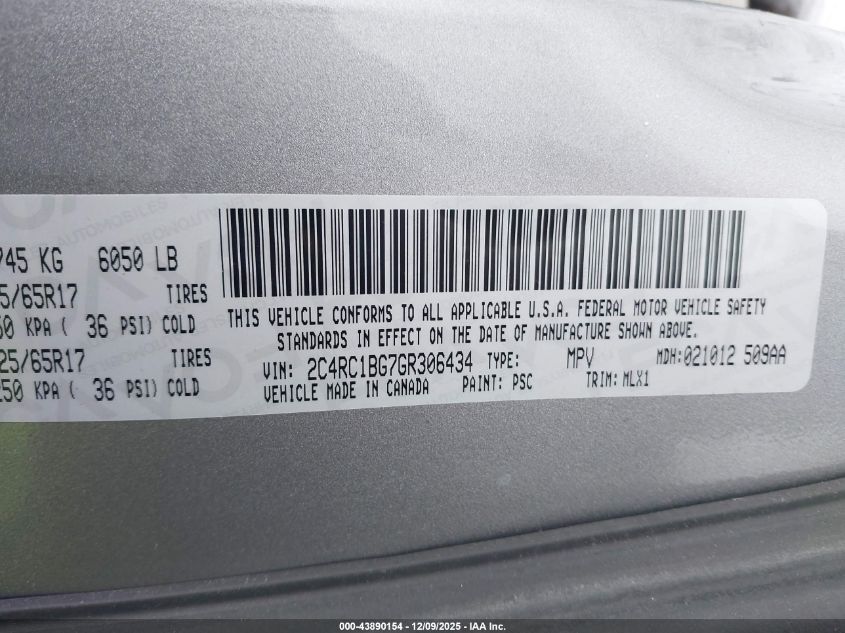 745 KG 6050 LB
5/65R17 TIRES
50 KPA ( 36 PSI) COLD
25/65R17 TIRES
250 KPA ( 36 PSI) COLD
THIS VEHICLE CONFORMS TO ALL APPLICABLE U.S.A. FEDERAL MOTOR VEHICLE SAFETY
STANDARDS IN EFFECT ON THE DATE OF MANUFACTURE SHOWN ABOVE.
VIN: 2C4RC1BG7GR306434 TYPE: MPV MDH:021012 509AA
VEHICLE MADE IN CANADA PAINT: PSC TRIM: MLX1
000-43890154 | 12/09/2025 - IAA Inc.